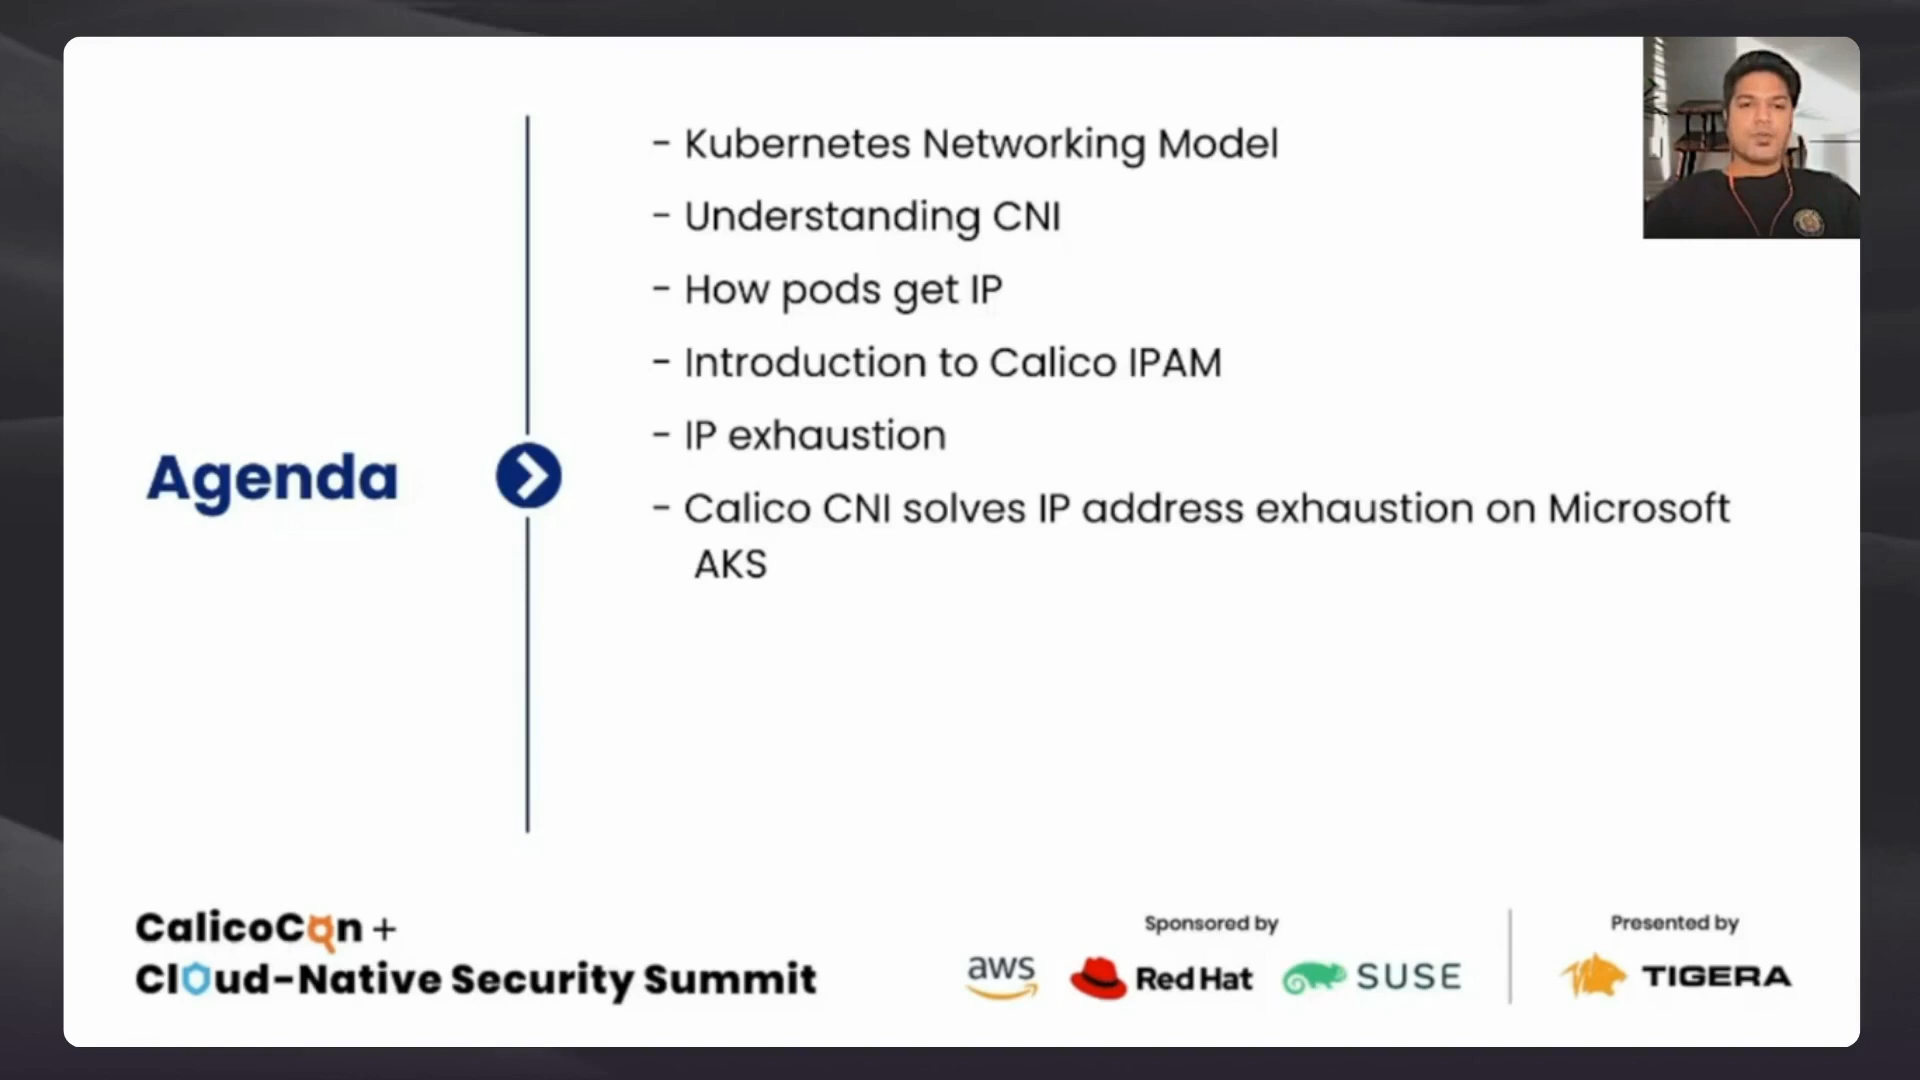 Agenda
- Kubernetes Networking Model
- Understanding CNI
- How pods get IP
- Introduction to Calico IPAM
- IP exhaustion
- Calico CNI solves IP address exhaustion on Microsoft
AKS
CalicoCon +
Cloud-Native Security Summit
Sponsored by
aws
Red Hat
SUSE
Presented by
TIGERA